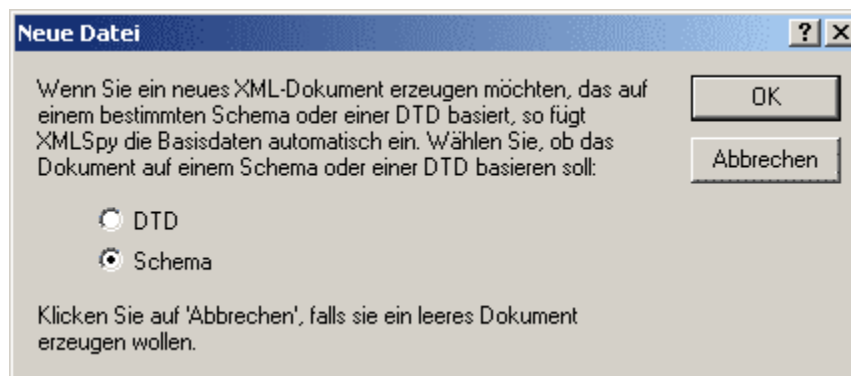 Neue Datei
Wenn Sie ein neues XML-Dokument erzeugen möchten, das auf
einem bestimmten Schema oder einer DTD basiert, so fügt
XMLSpy die Basisdaten automatisch ein. Wählen Sie, ob das
Dokument auf einem Schema oder einer DTD basieren soll:
OK
Abbrechen
DTD
Schema
Klicken Sie auf 'Abbrechen', falls sie ein leeres Dokument
erzeugen wollen.